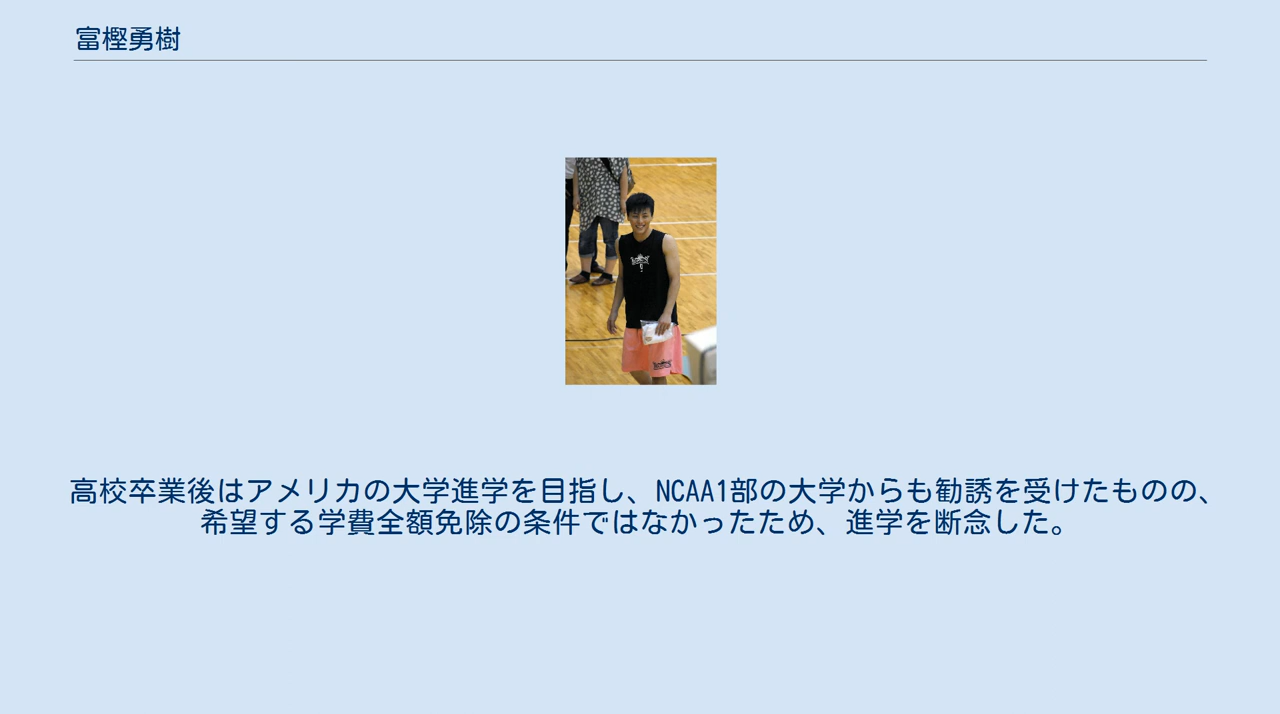 富樫勇樹
高校卒業後はアメリカの大学進学を目指し、NCAA1部の大学からも勧誘を受けたものの、
希望する学費全額免除の条件ではなかったため、進学を断念した。